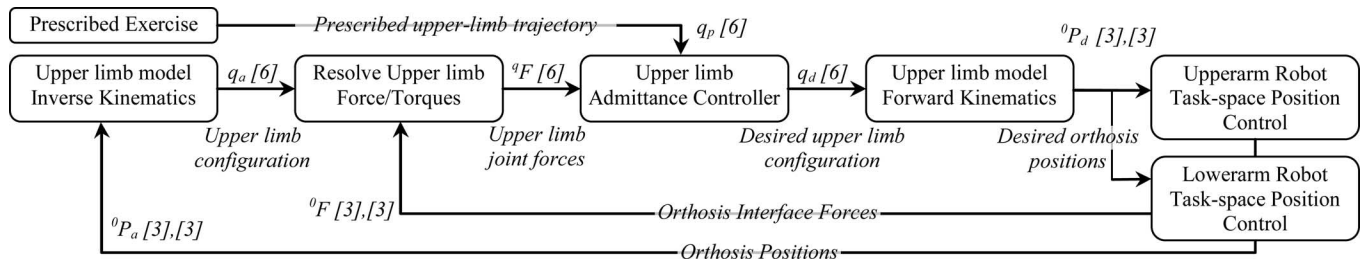 Prescribed Exercise
Prescribed upper-limb trajectory
q_p [6]
⁰P_d [3],[3]
Upper limb model
Inverse Kinematics
q_a [6]
Resolve Upper limb
Force/Torques
qF [6]
Upper limb
Admittance Controller
q_d [6]
Upper limb model
Forward Kinematics
Upperarm Robot
Task-space Position
Control
Upper limb
configuration
Upper limb
joint forces
Desired upper limb
configuration
Desired orthosis
positions
Lowerarm Robot
Task-space Position
Control
⁰F [3],[3]
Orthosis Interface Forces
⁰P_a [3],[3]
Orthosis Positions